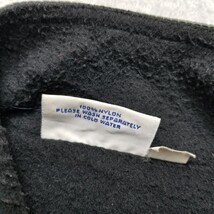 100% NYLON
PLEASE WASH SEPARATELY
IN COLD WATER